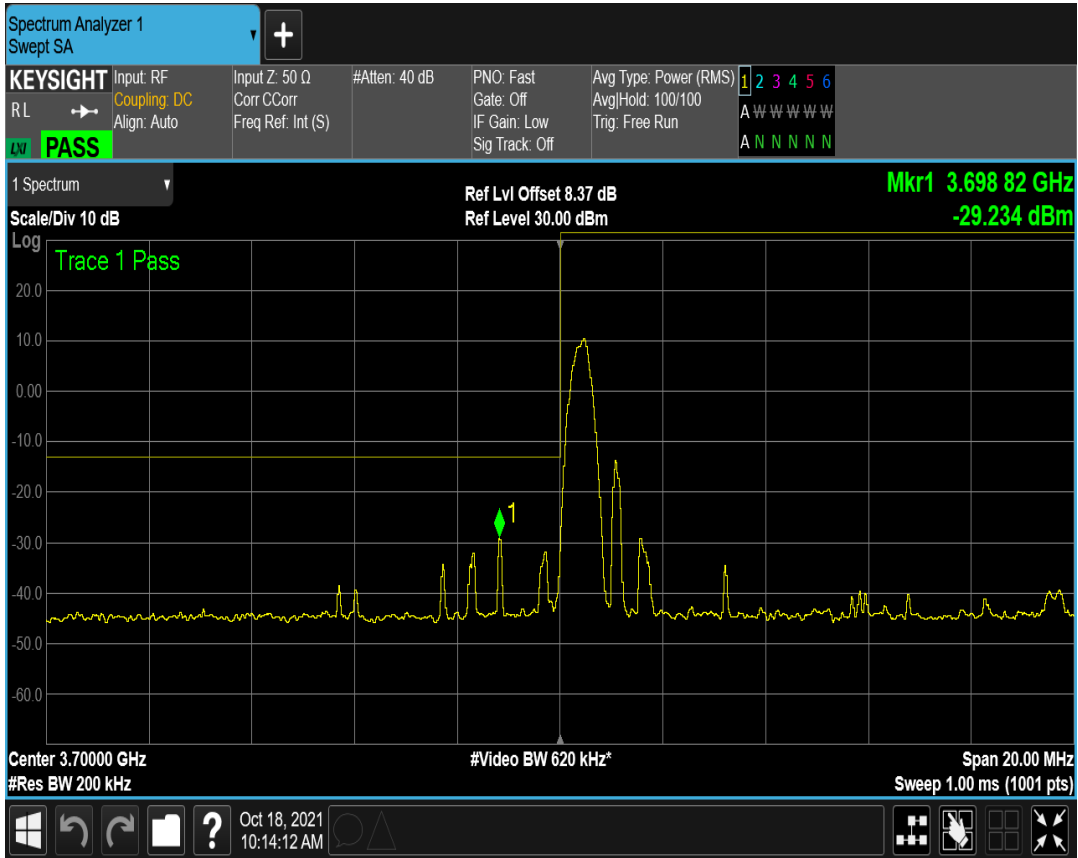 Spectrum Analyzer 1
Swept SA
+
KEYSIGHT
R L
LXI PASS
Input: RF
Coupling: DC
Align: Auto
Input Z: 50 Ω
Corr CCorr
Freq Ref: Int (S)
#Atten: 40 dB
PNO: Fast
Gate: Off
IF Gain: Low
Sig Track: Off
Avg Type: Power (RMS)
Avg|Hold: 100/100
Trig: Free Run
1 2 3 4 5 6
A W W W W W
A N N N N N
1 Spectrum
Scale/Div 10 dB
Ref Lvl Offset 8.37 dB
Ref Level 30.00 dBm
Mkr1 3.698 82 GHz
-29.234 dBm
Log
Trace 1 Pass
20.0
10.0
0.00
-10.0
-20.0
1
-30.0
-40.0
-50.0
-60.0
Center 3.70000 GHz
#Video BW 620 kHz*
Span 20.00 MHz
#Res BW 200 kHz
Sweep 1.00 ms (1001 pts)
?
Oct 18, 2021
10:14:12 AM